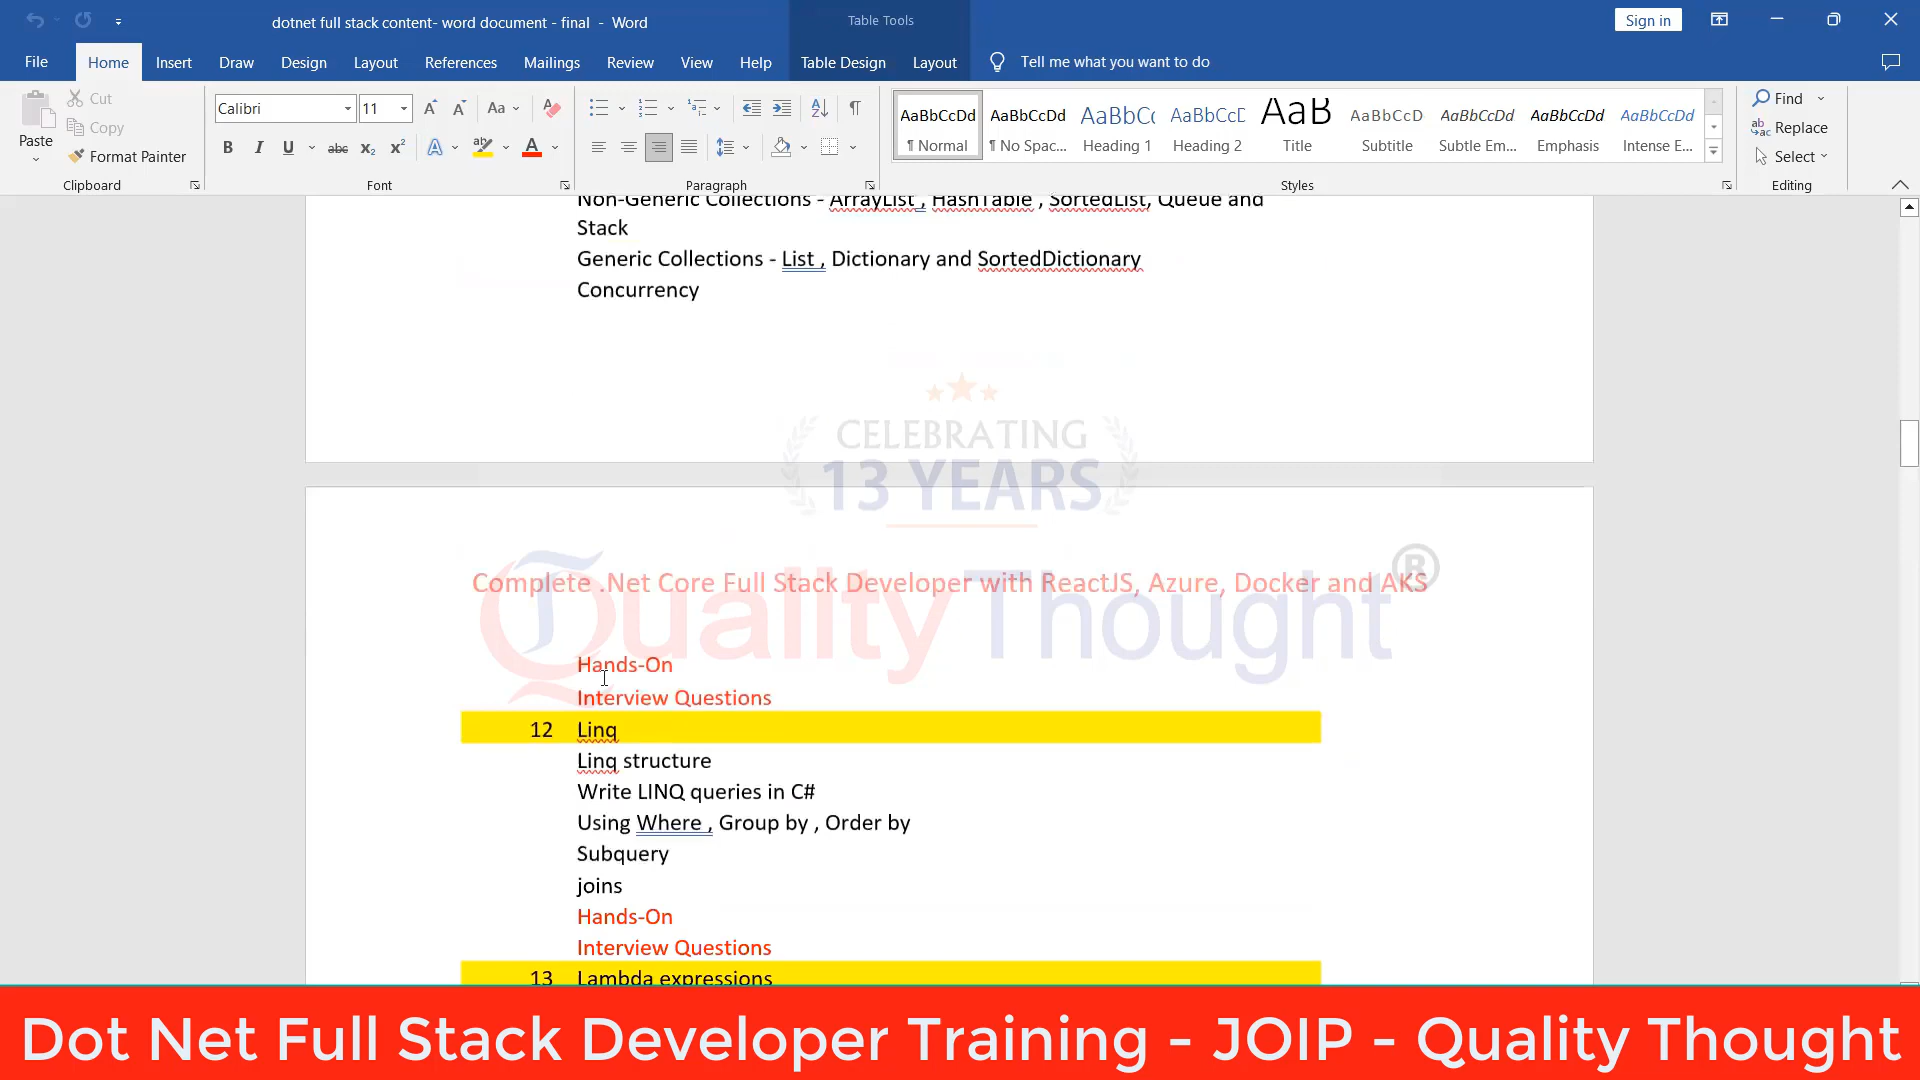 dotnet full stack content- word document - final - Word
Table Tools
Sign in
File Home Insert Draw Design Layout References Mailings Review View Help Table Design Layout Tell me what you want to do
Paste
Cut
Copy
Format Painter
Clipboard
Calibri 11
Aa
B I U abc x₂ x² A A
Font
Paragraph
AaBbCcDd AaBbCcDd AaBbCc AaBbCcD AaB AaBbCcD AaBbCcDd AaBbCcDd AaBbCcDd
¶ Normal ¶ No Spac... Heading 1 Heading 2 Title Subtitle Subtle Em... Emphasis Intense E...
Styles
Find
Replace
Select
Editing
Non-Generic Collections - ArrayList , HashTable , SortedList, Queue and
Stack
Generic Collections - List , Dictionary and SortedDictionary
Concurrency
CELEBRATING
13 YEARS
Quality Thought ®
Complete .Net Core Full Stack Developer with ReactJS, Azure, Docker and AKS
Hands-On
Interview Questions
12 Linq
Linq structure
Write LINQ queries in C#
Using Where , Group by , Order by
Subquery
joins
Hands-On
Interview Questions
13 Lambda expressions
Dot Net Full Stack Developer Training - JOIP - Quality Thought